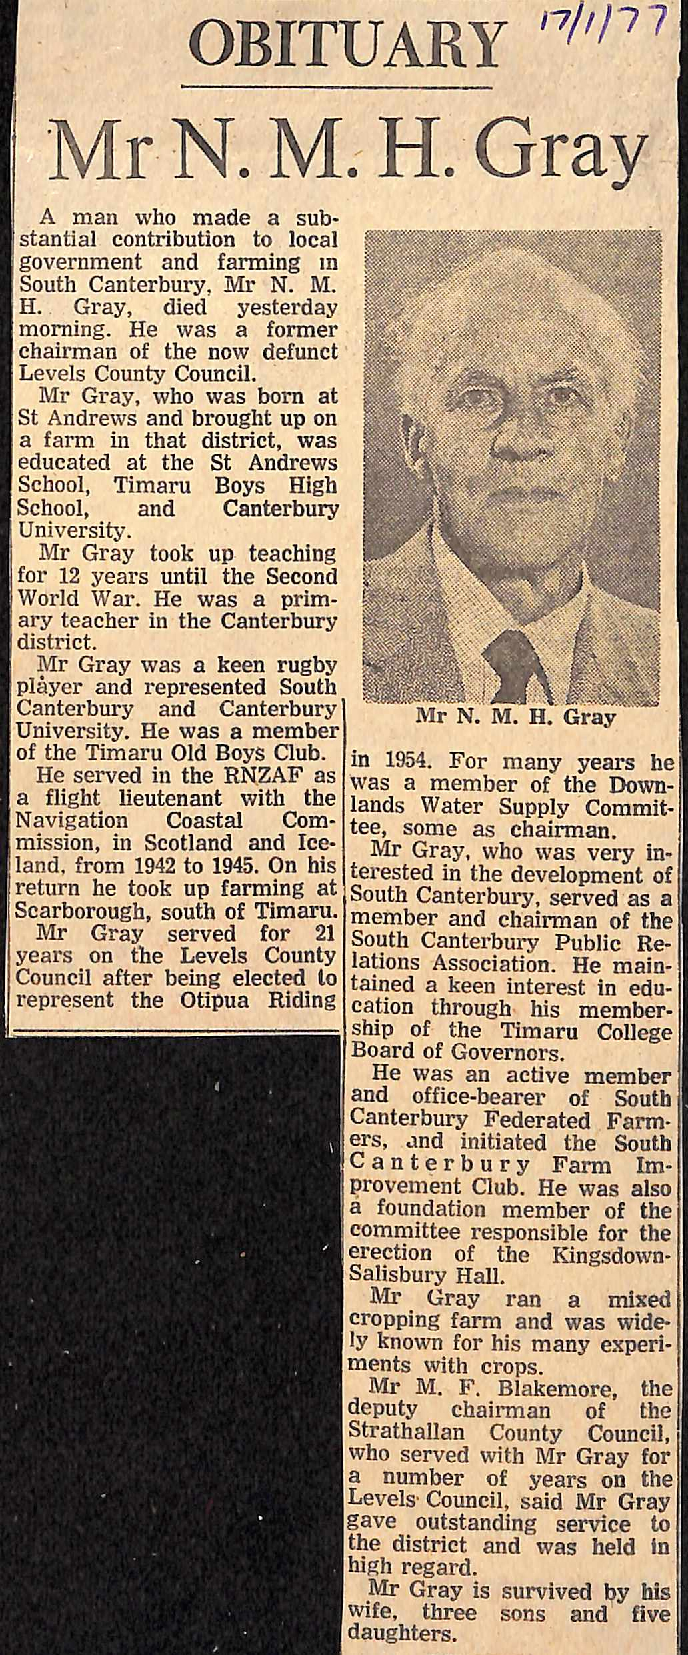 OBITUARY
17/1/77
Mr N. M. H. Gray
A man who made a sub-
stantial contribution to local
government and farming in
South Canterbury, Mr N. M.
H. Gray, died yesterday
morning. He was a former
chairman of the now defunct
Levels County Council.
Mr Gray, who was born at
St Andrews and brought up on
a farm in that district, was
educated at the St Andrews
School, Timaru Boys High
School, and Canterbury
University.
Mr Gray took up teaching
for 12 years until the Second
World War. He was a prim-
ary teacher in the Canterbury
district.
Mr Gray was a keen rugby
player and represented South
Canterbury and Canterbury
University. He was a member
of the Timaru Old Boys Club.
He served in the RNZAF as
a flight lieutenant with the
Navigation Coastal Com-
mission, in Scotland and Ice-
land, from 1942 to 1945. On his
return he took up farming at
Scarborough, south of Timaru.
Mr Gray served for 21
years on the Levels County
Council after being elected to
represent the Otipua Riding
Mr N. M. H. Gray
in 1954. For many years he
was a member of the Down-
lands Water Supply Commit-
tee, some as chairman.
Mr Gray, who was very in-
terested in the development of
South Canterbury, served as a
member and chairman of the
South Canterbury Public Re-
lations Association. He main-
tained a keen interest in edu-
cation through his member-
ship of the Timaru College
Board of Governors.
He was an active member
and office-bearer of South
Canterbury Federated Farm-
ers, and initiated the South
Canterbury Farm Im-
provement Club. He was also
a foundation member of the
committee responsible for the
erection of the Kingsdown-
Salisbury Hall.
Mr Gray ran a mixed
cropping farm and was wide-
ly known for his many experi-
ments with crops.
Mr M. F. Blakemore, the
deputy chairman of the
Strathallan County Council,
who served with Mr Gray for
a number of years on the
Levels Council, said Mr Gray
gave outstanding service to
the district and was held in
high regard.
Mr Gray is survived by his
wife, three sons and five
daughters.